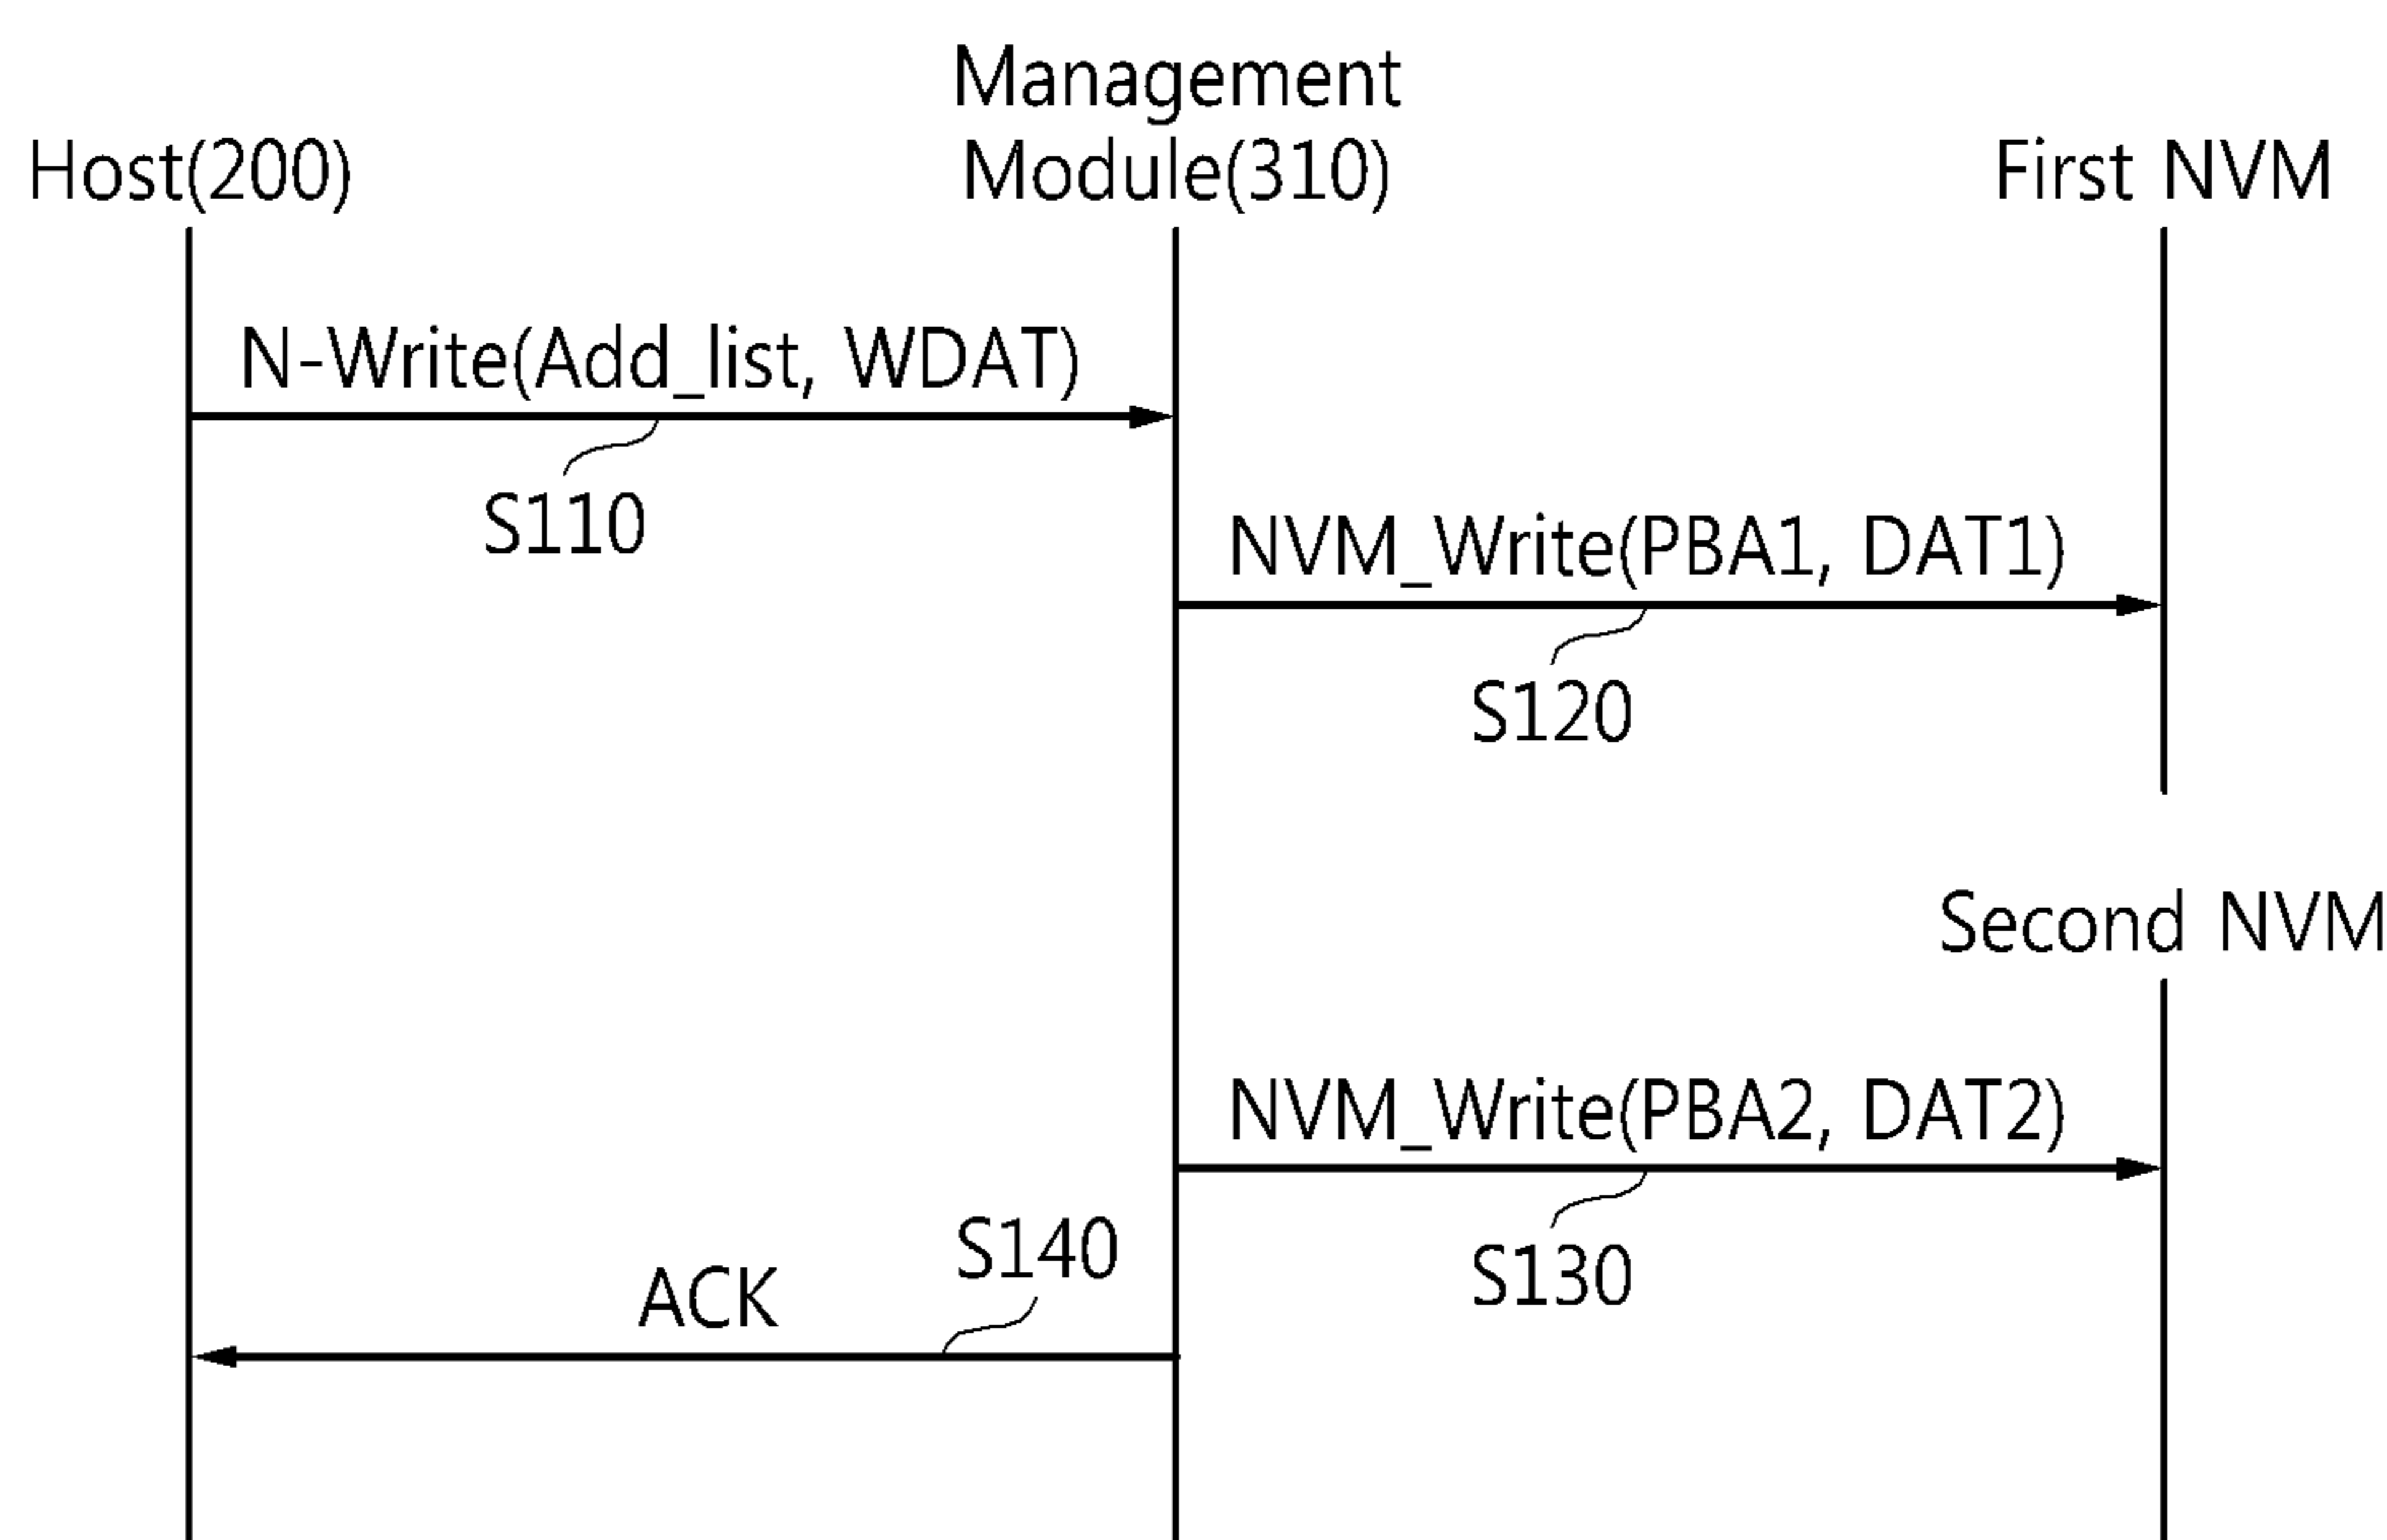 Management
Host(200)
Module(310)
First NVM
N-Write(Add_list, WDAT)
S110
NVM_Write(PBA1, DAT1)
S120
Second NVM
NVM_Write(PBA2, DAT2)
S140
S130
ACK